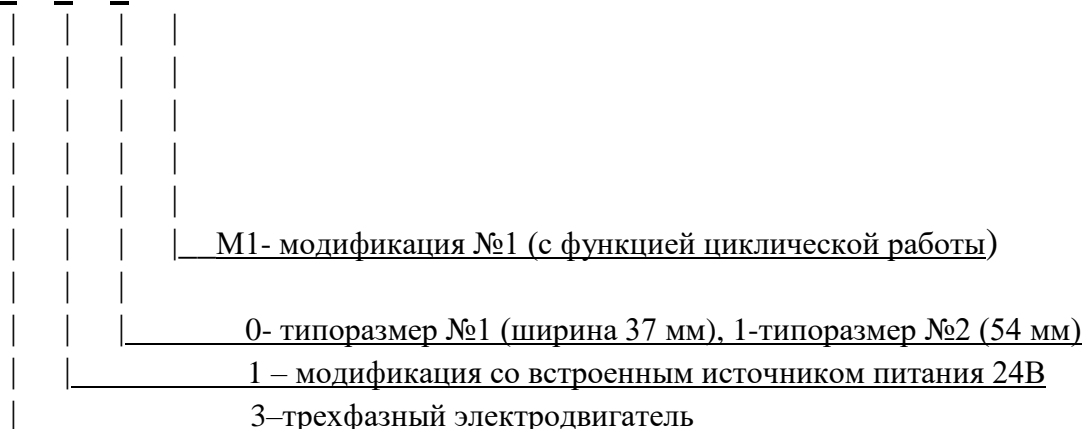 М1- модификация №1 (с функцией циклической работы)
0- типоразмер №1 (ширина 37 мм), 1-типоразмер №2 (54 мм)
1 – модификация со встроенным источником питания 24В
3–трехфазный электродвигатель